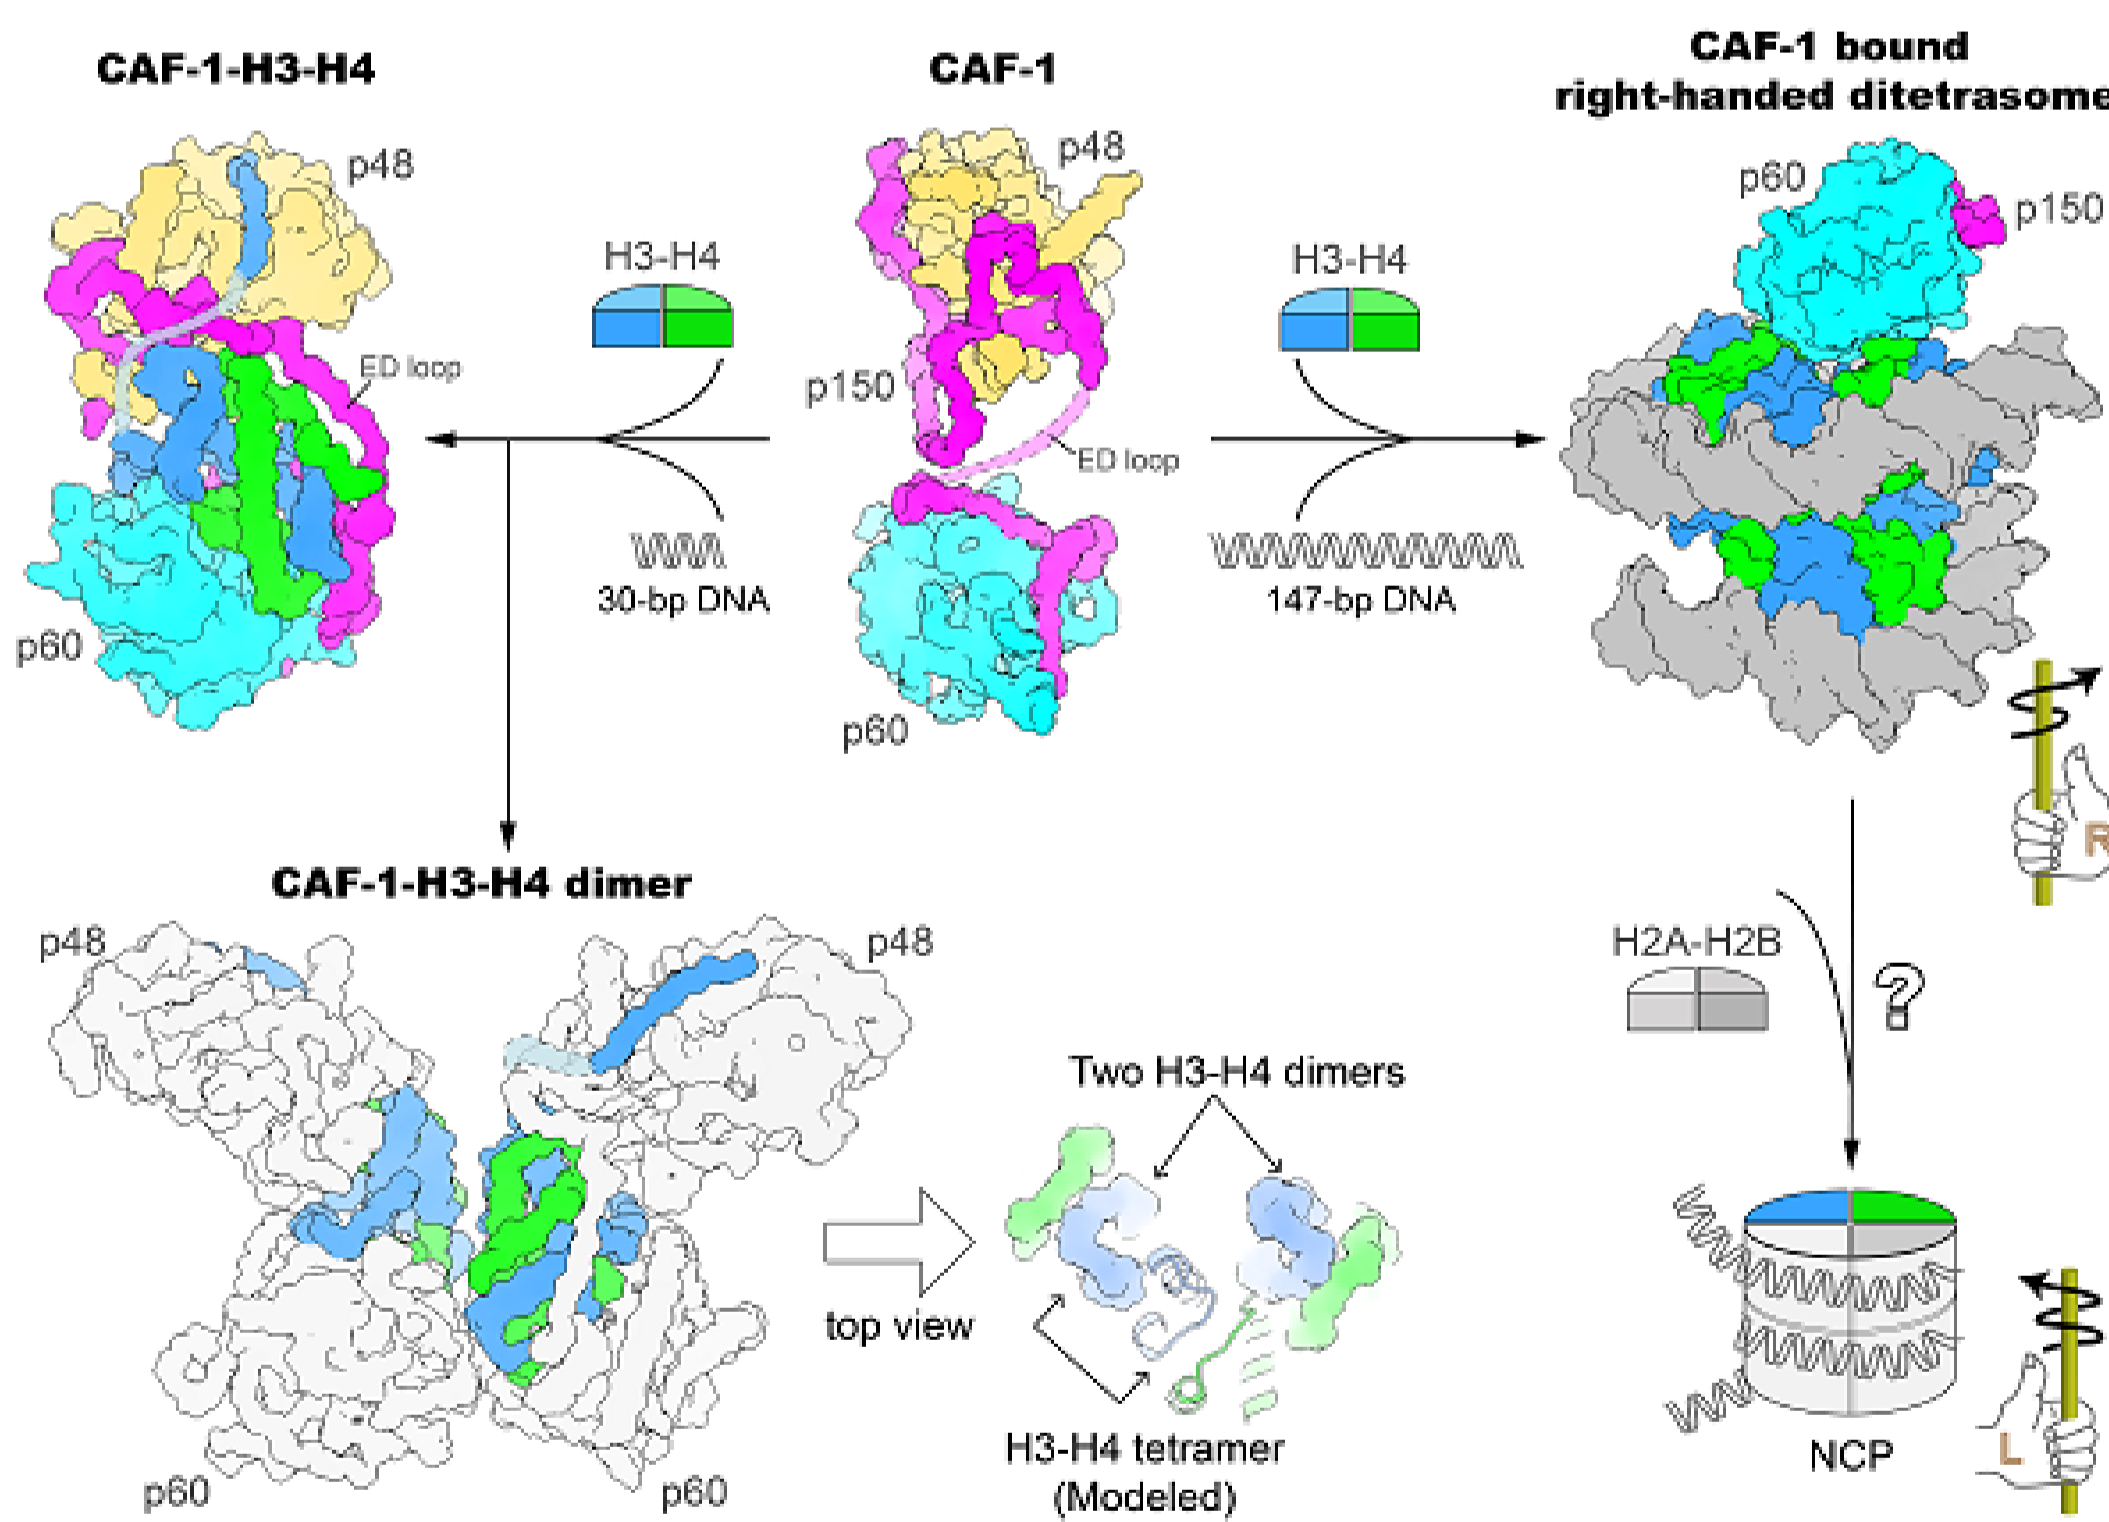 CAF-1-H3-H4
CAF-1
CAF-1 bound
right-handed ditetrasome
p48
p48
p60
p150
H3-H4
H3-H4
ED loop
p150
ED loop
30-bp DNA
147-bp DNA
p60
p60
R
CAF-1-H3-H4 dimer
p48
p48
H2A-H2B
?
Two H3-H4 dimers
top view
H3-H4 tetramer
(Modeled)
NCP
L
p60
p60